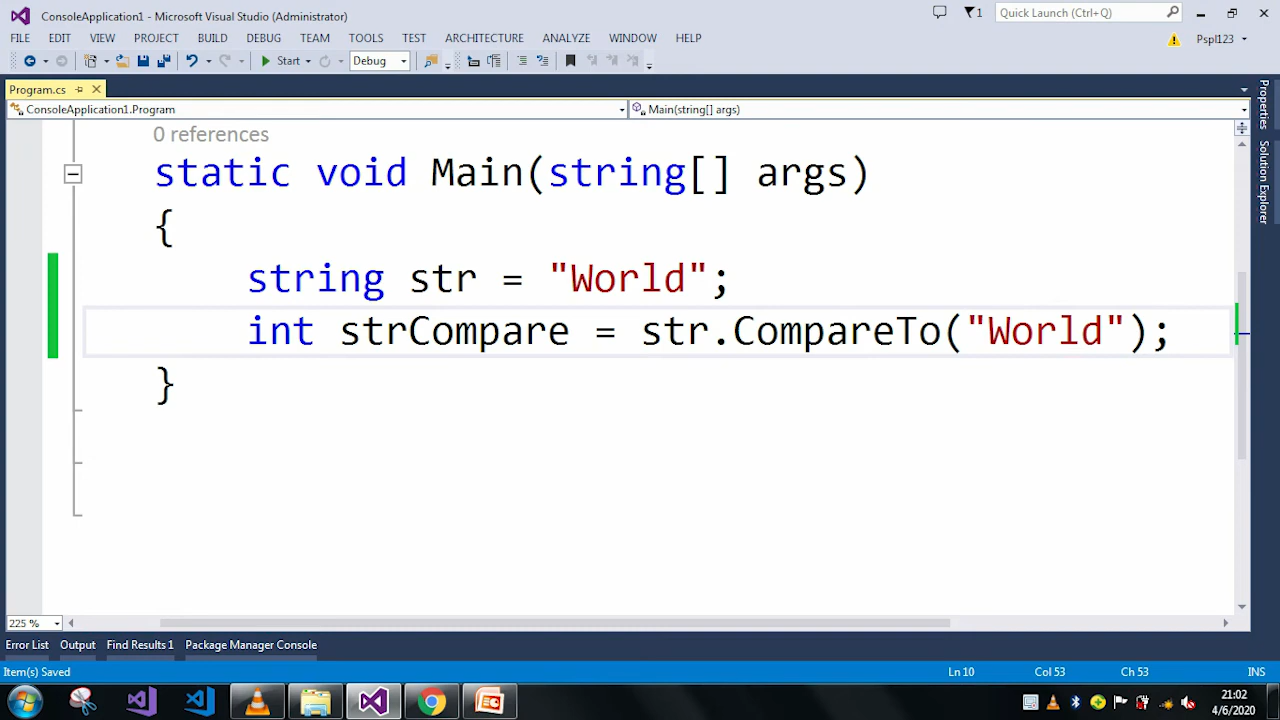 ConsoleApplication1 - Microsoft Visual Studio (Administrator)
1
Quick Launch (Ctrl+Q)
FILE EDIT VIEW PROJECT BUILD DEBUG TEAM TOOLS TEST ARCHITECTURE ANALYZE WINDOW HELP
Pspl123
Start
Debug
Program.cs
ConsoleApplication1.Program
Main(string[] args)
Properties
Solution Explorer
0 references
static void Main(string[] args)
{
string str = "World";
int strCompare = str.CompareTo("World");
}
225 %
Error List Output Find Results 1 Package Manager Console
Item(s) Saved
Ln 10 Col 53 Ch 53 INS
21:02
4/6/2020